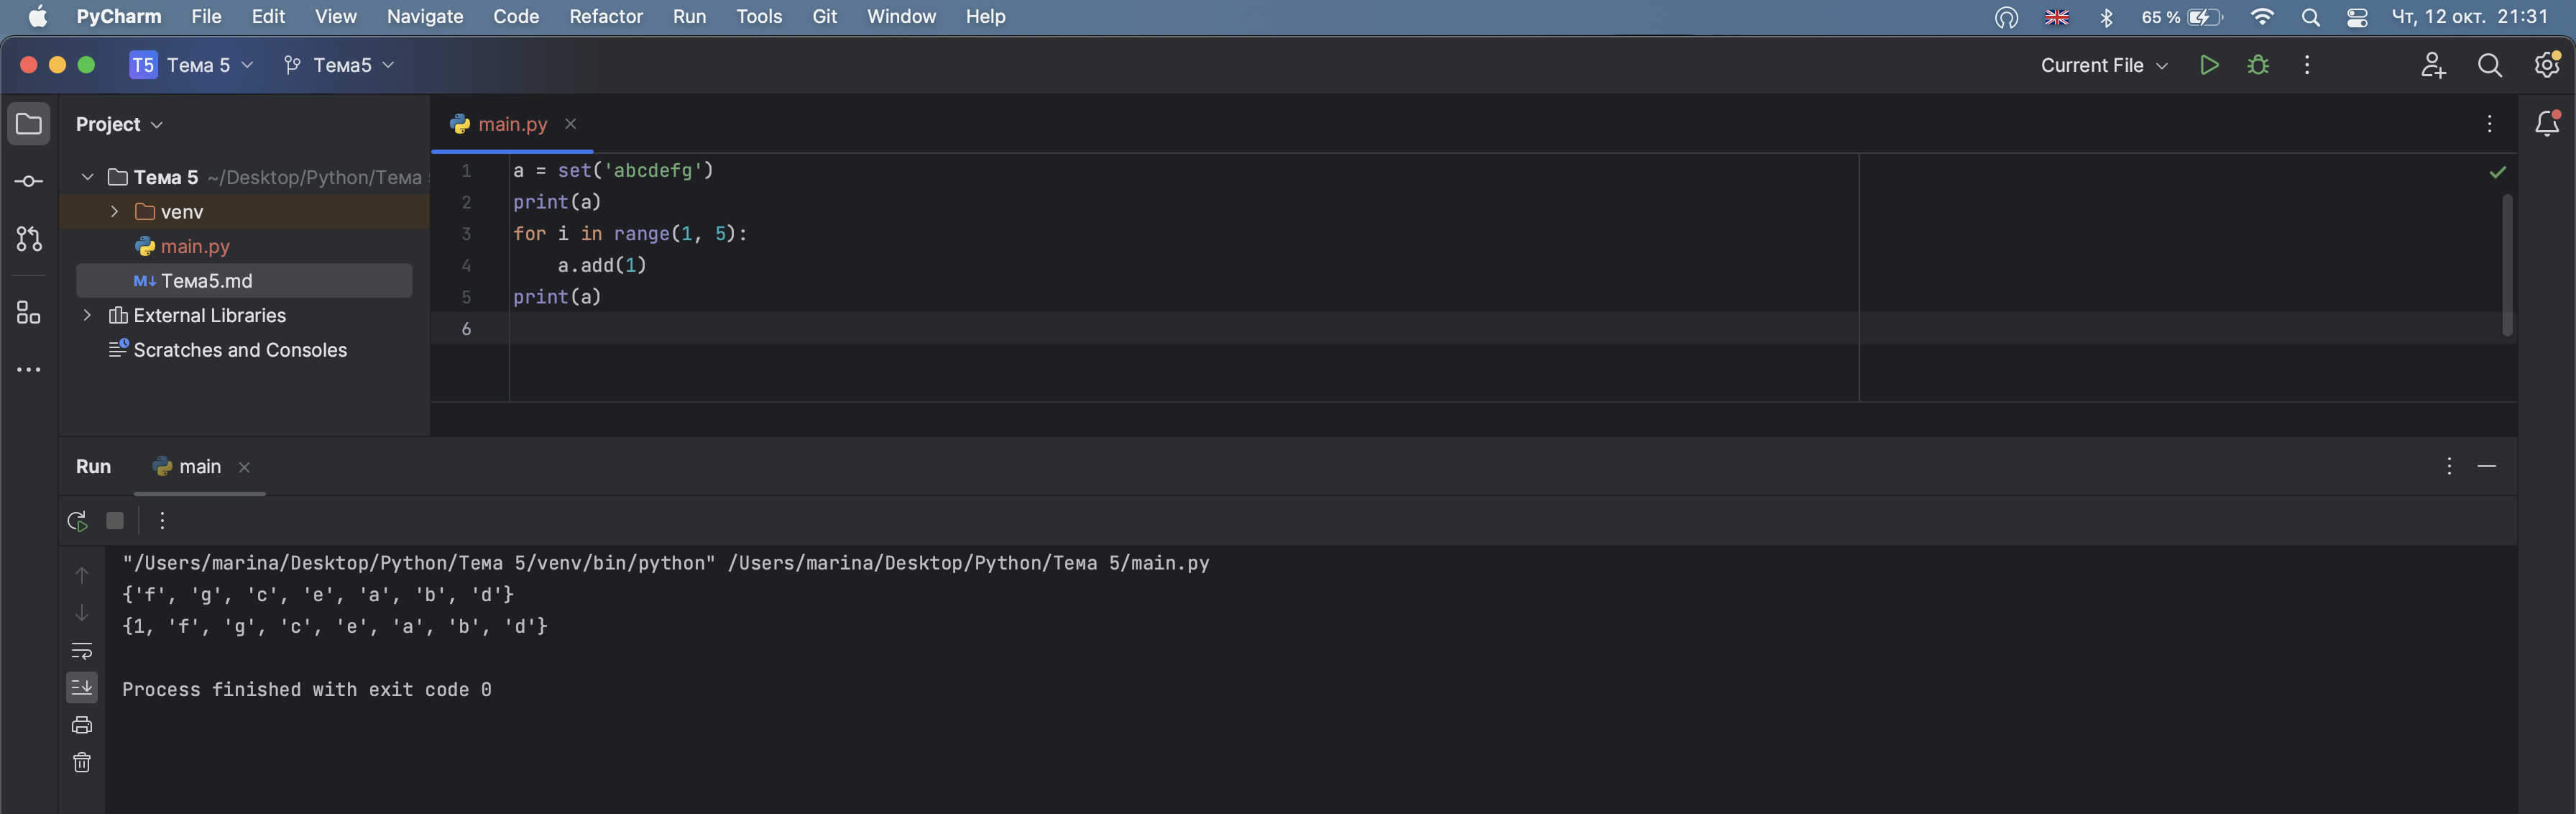 PyCharm File Edit View Navigate Code Refactor Run Tools Git Window Help 65 % Чт, 12 окт. 21:31
T5 Тема 5 Тема5 Current File
Project
Тема 5 ~/Desktop/Python/Тема
venv
main.py
M↓ Тема5.md
External Libraries
Scratches and Consoles
main.py
1 a = set('abcdefg')
2 print(a)
3 for i in range(1, 5):
4 a.add(1)
5 print(a)
6
Run main
"/Users/marina/Desktop/Python/Тема 5/venv/bin/python" /Users/marina/Desktop/Python/Тема 5/main.py
{'f', 'g', 'c', 'e', 'a', 'b', 'd'}
{1, 'f', 'g', 'c', 'e', 'a', 'b', 'd'}
Process finished with exit code 0